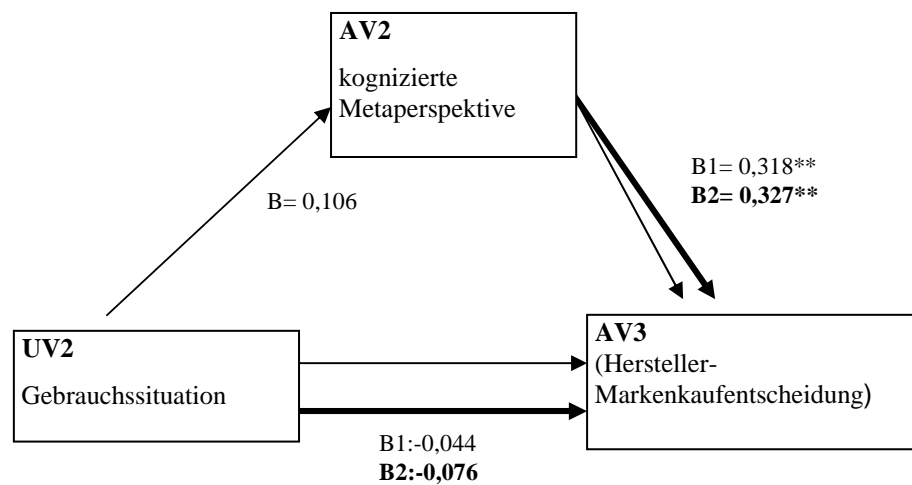 AV2
kognizierte
Metaperspektive
B= 0,106
B1= 0,318**
B2= 0,327**
UV2
Gebrauchssituation
AV3
(Hersteller-
Markenkaufentscheidung)
B1:-0,044
B2:-0,076